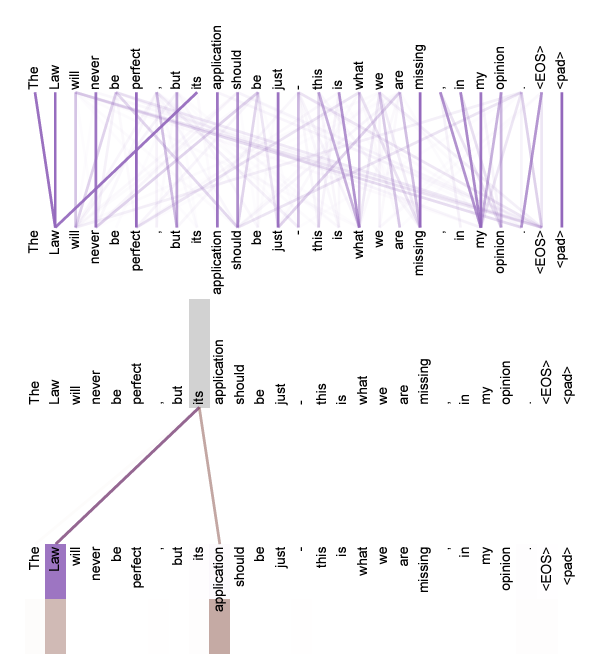 The Law will never be perfect , but its application should be just - this is what we are missing , in my opinion . <EOS> <pad>
The Law will never be perfect , but its application should be just - this is what we are missing , in my opinion . <EOS> <pad>
The Law will never be perfect , but its application should be just - this is what we are missing , in my opinion . <EOS> <pad>
The Law will never be perfect , but its application should be just - this is what we are missing , in my opinion . <EOS> <pad>